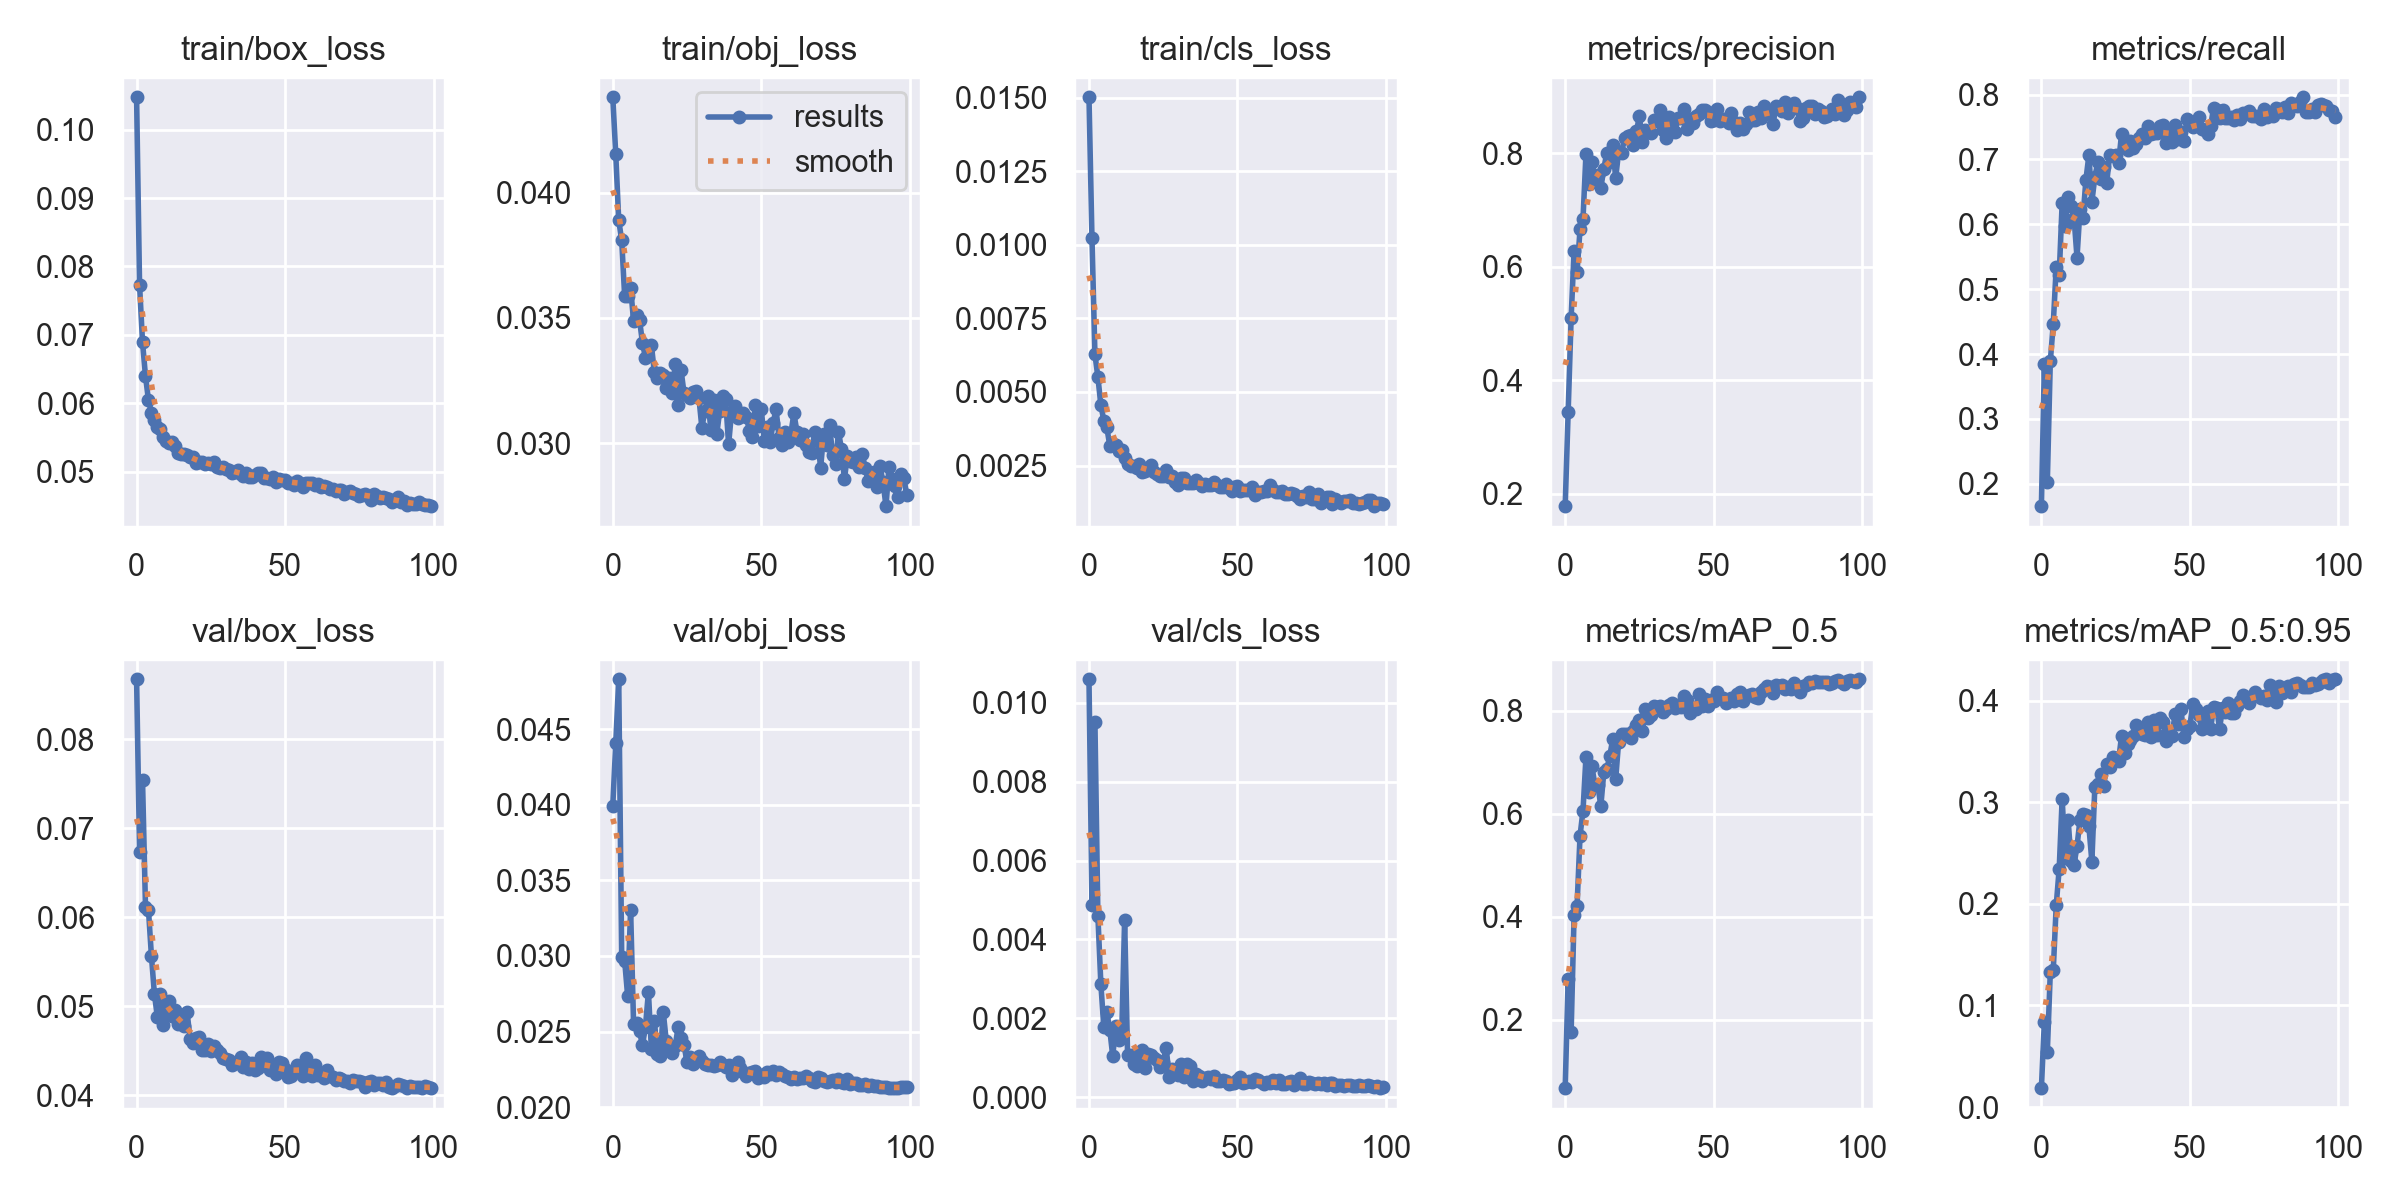 train/box_loss
0.10
0.09
0.08
0.07
0.06
0.05
0 50 100
train/obj_loss
results
smooth
0.040
0.035
0.030
0 50 100
train/cls_loss
0.0150
0.0125
0.0100
0.0075
0.0050
0.0025
0 50 100
metrics/precision
0.8
0.6
0.4
0.2
0 50 100
metrics/recall
0.8
0.7
0.6
0.5
0.4
0.3
0.2
0 50 100
val/box_loss
0.08
0.07
0.06
0.05
0.04
0 50 100
val/obj_loss
0.045
0.040
0.035
0.030
0.025
0.020
0 50 100
val/cls_loss
0.010
0.008
0.006
0.004
0.002
0.000
0 50 100
metrics/mAP_0.5
0.8
0.6
0.4
0.2
0 50 100
metrics/mAP_0.5:0.95
0.4
0.3
0.2
0.1
0.0
0 50 100